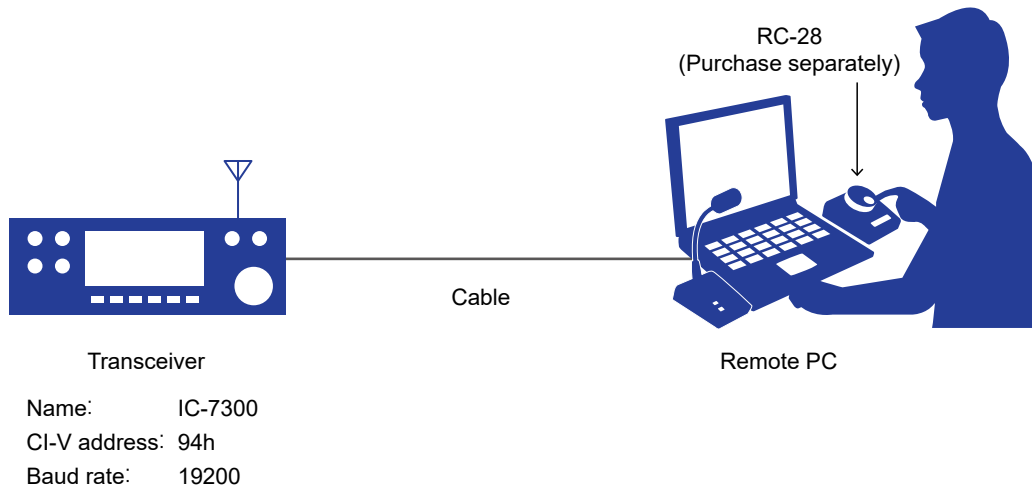 RC-28
(Purchase separately)
Cable
Transceiver
Remote PC
Name: IC-7300
CI-V address: 94h
Baud rate: 19200